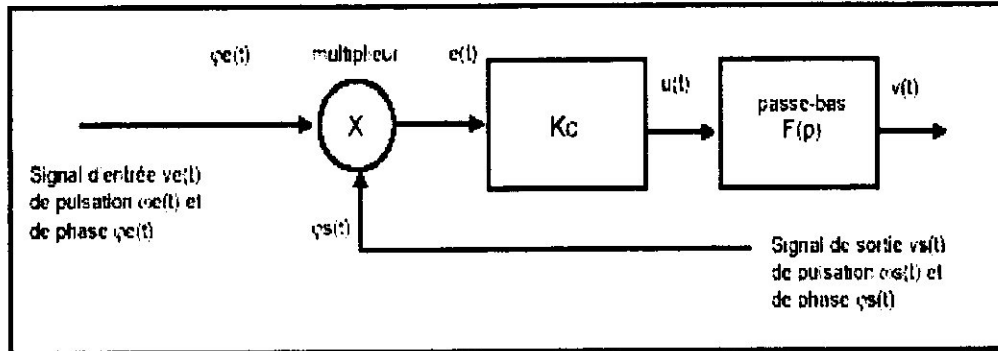 φe(t)
multiplieur
e(t)
u(t)
v(t)
X
Kc
passe-bas
F(p)
Signal d'entrée ve(t)
de pulsation ωe(t) et
de phase φe(t)
φs(t)
Signal de sortie vs(t)
de pulsation ωs(t) et
de phase φs(t)